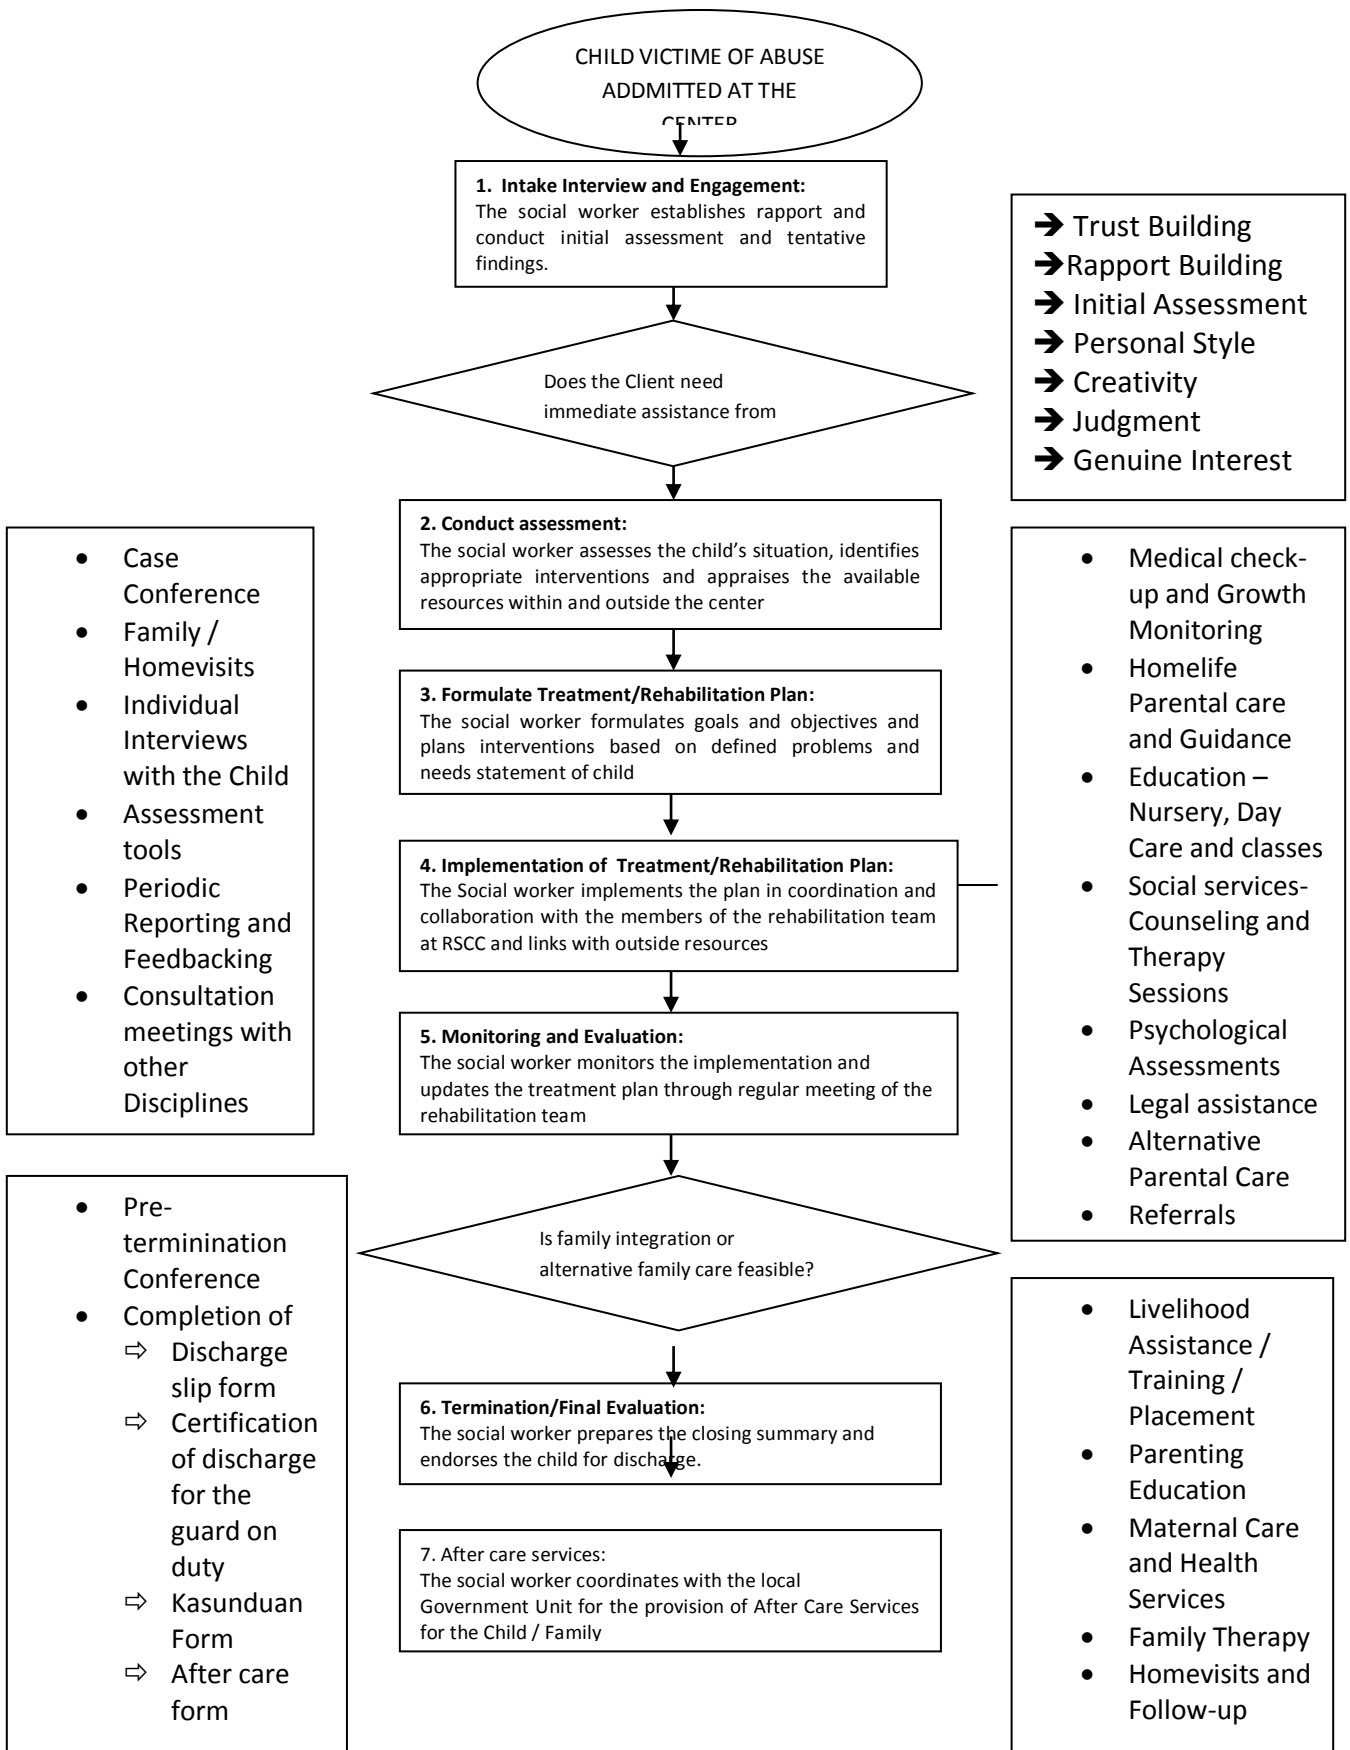 CHILD VICTIME OF ABUSE
ADDMITTED AT THE
CENTER
1. Intake Interview and Engagement:
The social worker establishes rapport and
conduct initial assessment and tentative
findings.
➔ Trust Building
➔Rapport Building
➔ Initial Assessment
➔ Personal Style
➔ Creativity
➔ Judgment
➔ Genuine Interest
Does the Client need
immediate assistance from
2. Conduct assessment:
The social worker assesses the child’s situation, identifies
appropriate interventions and appraises the available
resources within and outside the center
• Case
Conference
• Family /
Homevisits
• Individual
Interviews
with the Child
• Assessment
tools
• Periodic
Reporting and
Feedbacking
• Consultation
meetings with
other
Disciplines
• Medical check-
up and Growth
Monitoring
• Homelife
Parental care
and Guidance
• Education –
Nursery, Day
Care and classes
• Social services-
Counseling and
Therapy
Sessions
• Psychological
Assessments
• Legal assistance
• Alternative
Parental Care
• Referrals
3. Formulate Treatment/Rehabilitation Plan:
The social worker formulates goals and objectives and
plans interventions based on defined problems and
needs statement of child
4. Implementation of Treatment/Rehabilitation Plan:
The Social worker implements the plan in coordination and
collaboration with the members of the rehabilitation team
at RSCC and links with outside resources
5. Monitoring and Evaluation:
The social worker monitors the implementation and
updates the treatment plan through regular meeting of the
rehabilitation team
Is family integration or
alternative family care feasible?
• Pre-
terminination
Conference
• Completion of
⇨ Discharge
slip form
⇨ Certification
of discharge
for the
guard on
duty
⇨ Kasunduan
Form
⇨ After care
form
• Livelihood
Assistance /
Training /
Placement
• Parenting
Education
• Maternal Care
and Health
Services
• Family Therapy
• Homevisits and
Follow-up
6. Termination/Final Evaluation:
The social worker prepares the closing summary and
endorses the child for discharge.
7. After care services:
The social worker coordinates with the local
Government Unit for the provision of After Care Services
for the Child / Family